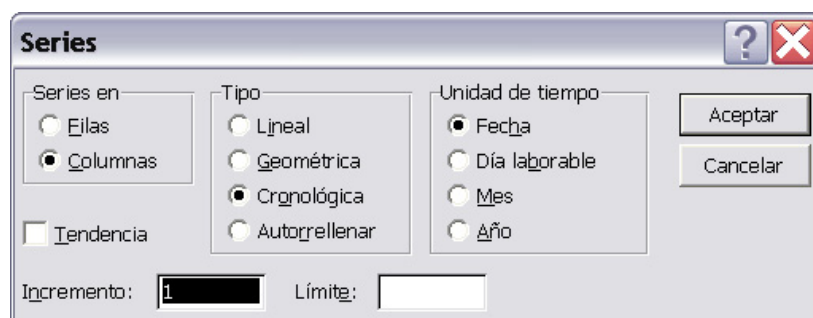 Series
Series en
Filas
Columnas
Tendencia
Tipo
Lineal
Geométrica
Cronológica
Autorrellenar
Unidad de tiempo
Fecha
Día laborable
Mes
Año
Aceptar
Cancelar
Incremento: 1
Límite: